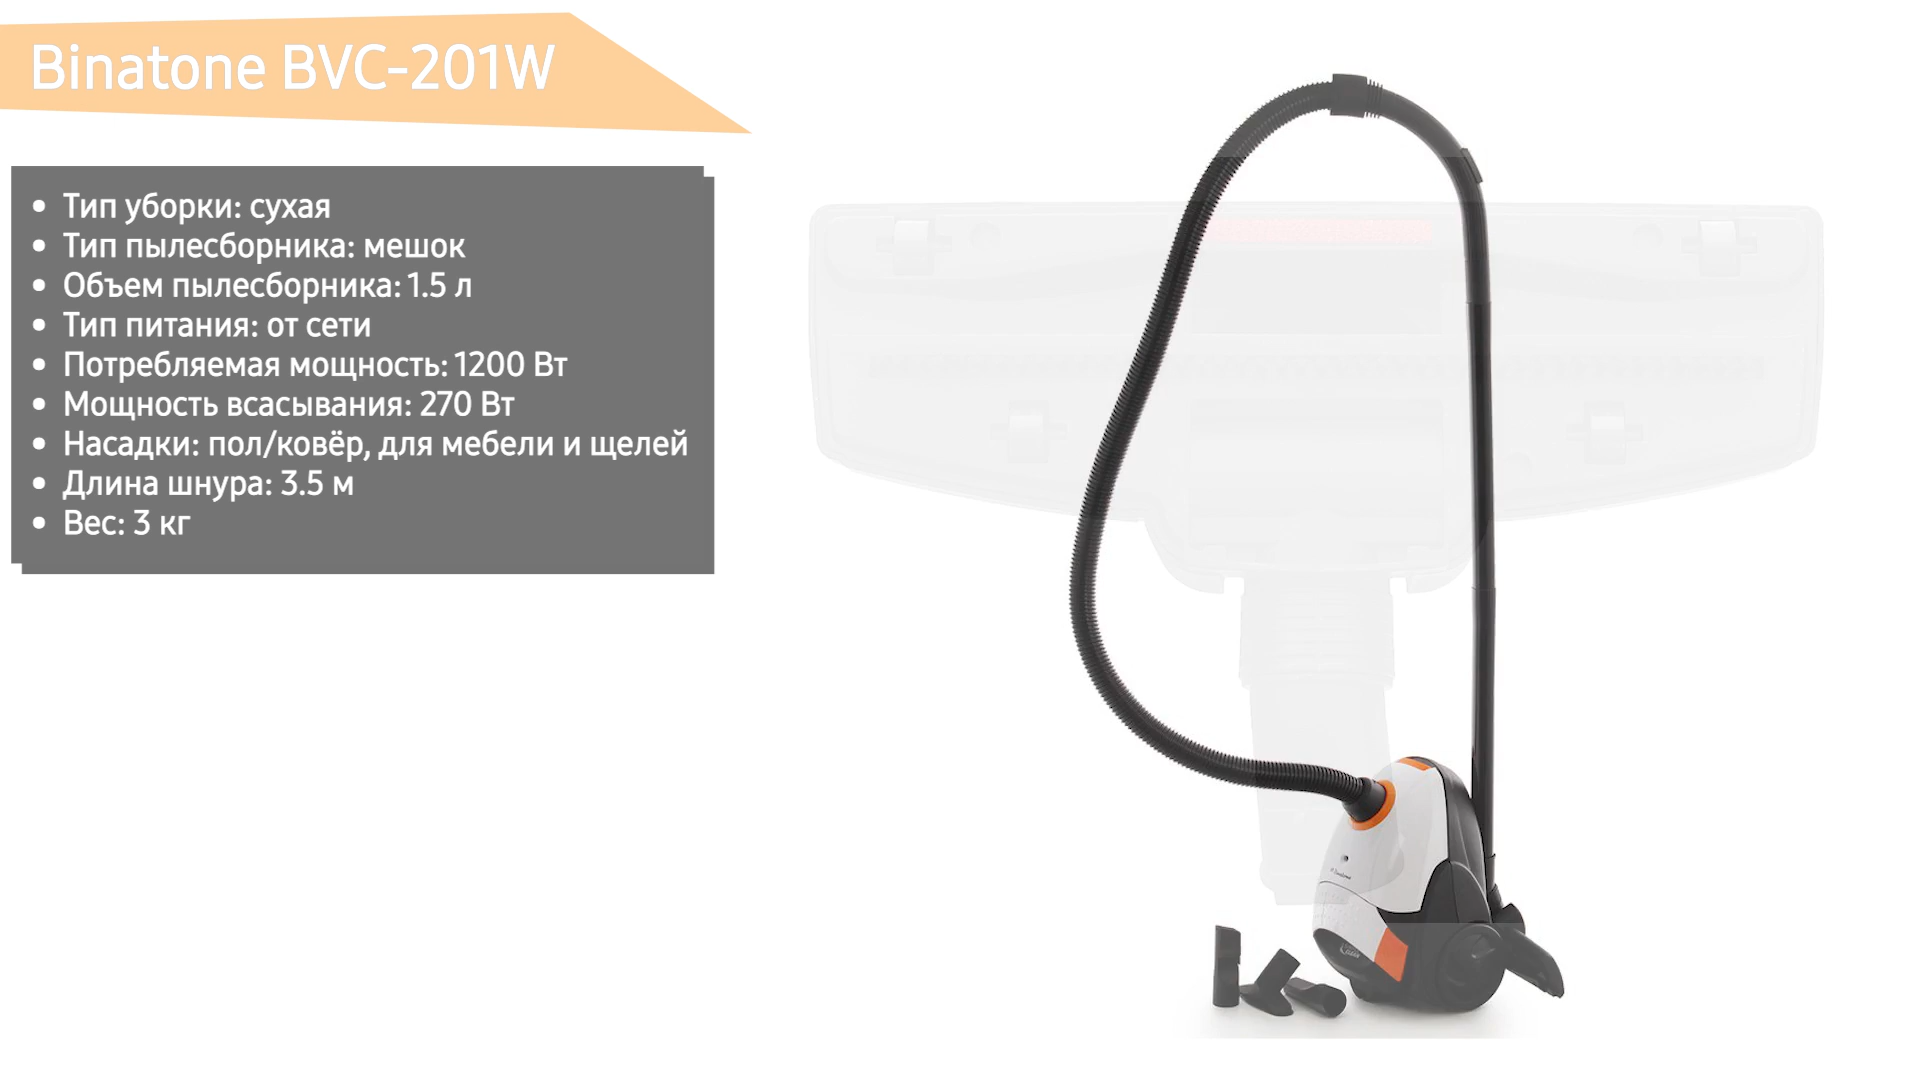 Binatone BVC-201W
• Тип уборки: сухая
• Тип пылесборника: мешок
• Объем пылесборника: 1.5 л
• Тип питания: от сети
• Потребляемая мощность: 1200 Вт
• Мощность всасывания: 270 Вт
• Насадки: пол/ковёр, для мебели и щелей
• Длина шнура: 3.5 м
• Вес: 3 кг
Binatone